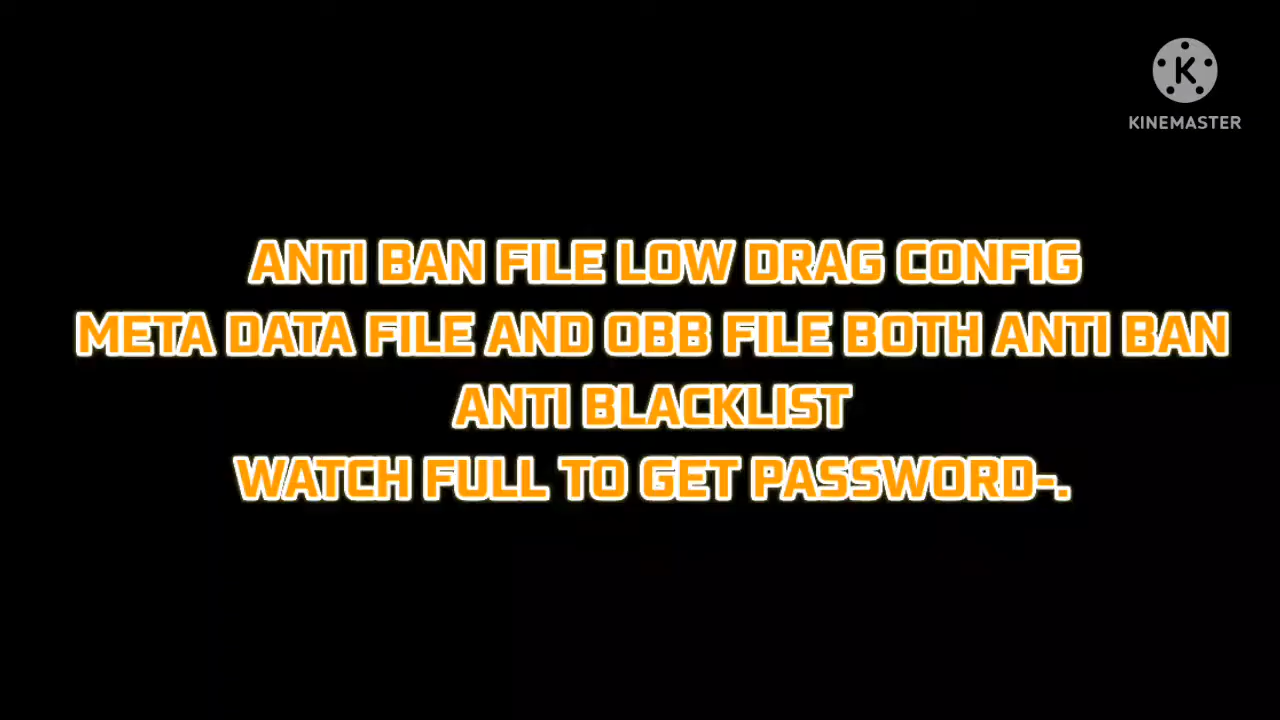 K
KINEMASTER
ANTI BAN FILE LOW DRAG CONFIG
META DATA FILE AND OBB FILE BOTH ANTI BAN
ANTI BLACKLIST
WATCH FULL TO GET PASSWORD-.